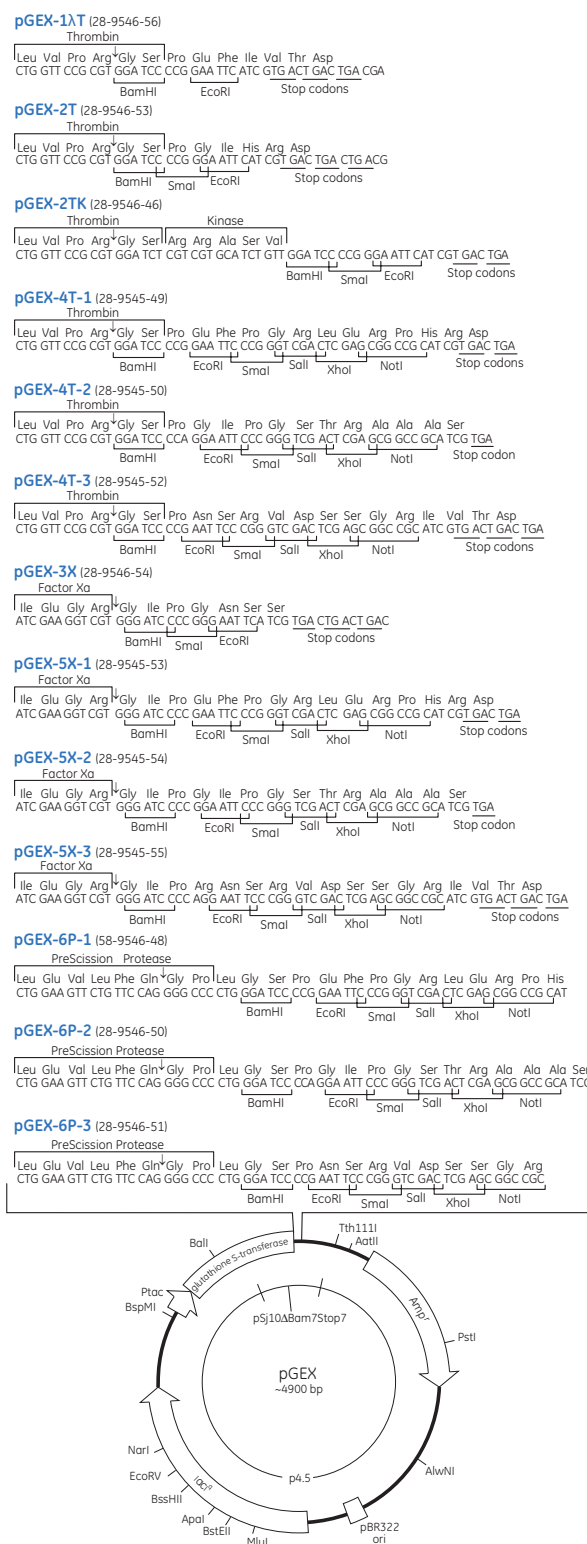 pGEX-1λT (28-9546-56)
Thrombin
Leu Val Pro Arg↓Gly Ser Pro Glu Phe Ile Val Thr Asp
CTG GTT CCG CGT GGA TCC CCG GAA TTC ATC GTG ACT GAC TGA CGA
BamHI EcoRI Stop codons
pGEX-2T (28-9546-53)
Thrombin
Leu Val Pro Arg↓Gly Ser Pro Gly Ile His Arg Asp
CTG GTT CCG CGT GGA TCC CCG GGA ATT CAT CGT GAC TGA CTG ACG
BamHI SmaI EcoRI Stop codons
pGEX-2TK (28-9546-46)
Thrombin Kinase
Leu Val Pro Arg↓Gly Ser Arg Arg Ala Ser Val
CTG GTT CCG CGT GGA TCT CGT CGT GCA TCT GTT GGA TCC CCG GGA ATT CAT CGT GAC TGA
BamHI SmaI EcoRI Stop codons
pGEX-4T-1 (28-9545-49)
Thrombin
Leu Val Pro Arg↓Gly Ser Pro Glu Phe Pro Gly Arg Leu Glu Arg Pro His Arg Asp
CTG GTT CCG CGT GGA TCC CCG GAA TTC CCG GGT CGA CTC GAG CGG CCG CAT CGT GAC TGA
BamHI EcoRI SmaI SalI XhoI NotI Stop codons
pGEX-4T-2 (28-9545-50)
Thrombin
Leu Val Pro Arg↓Gly Ser Pro Gly Ile Pro Gly Ser Thr Arg Ala Ala Ala Ser
CTG GTT CCG CGT GGA TCC CCA GGA ATT CCC GGG TCG ACT CGA GCG GCC GCA TCG TGA
BamHI EcoRI SmaI SalI XhoI NotI Stop codon
pGEX-4T-3 (28-9545-52)
Thrombin
Leu Val Pro Arg↓Gly Ser Pro Asn Ser Arg Val Asp Ser Ser Gly Arg Ile Val Thr Asp
CTG GTT CCG CGT GGA TCC CCG AAT TCC CGG GTC GAC TCG AGC GGC CGC ATC GTG ACT GAC TGA
BamHI EcoRI SmaI SalI XhoI NotI Stop codons
pGEX-3X (28-9546-54)
Factor Xa
Ile Glu Gly Arg↓Gly Ile Pro Gly Asn Ser Ser
ATC GAA GGT CGT GGG ATC CCC GGG AAT TCA TCG TGA CTG ACT GAC
BamHI SmaI EcoRI Stop codons
pGEX-5X-1 (28-9545-53)
Factor Xa
Ile Glu Gly Arg↓Gly Ile Pro Glu Phe Pro Gly Arg Leu Glu Arg Pro His Arg Asp
ATC GAA GGT CGT GGG ATC CCC GAA TTC CCG GGT CGA CTC GAG CGG CCG CAT CGT GAC TGA
BamHI EcoRI SmaI SalI XhoI NotI Stop codons
pGEX-5X-2 (28-9545-54)
Factor Xa
Ile Glu Gly Arg↓Gly Ile Pro Gly Ile Pro Gly Ser Thr Arg Ala Ala Ala Ser
ATC GAA GGT CGT GGG ATC CCC GGA ATT CCC GGG TCG ACT CGA GCG GCC GCA TCG TGA
BamHI EcoRI SmaI SalI XhoI NotI Stop codon
pGEX-5X-3 (28-9545-55)
Factor Xa
Ile Glu Gly Arg↓Gly Ile Pro Arg Asn Ser Arg Val Asp Ser Ser Gly Arg Ile Val Thr Asp
ATC GAA GGT CGT GGG ATC CCC AGG AAT TCC CGG GTC GAC TCG AGC GGC CGC ATC GTG ACT GAC TGA
BamHI EcoRI SmaI SalI XhoI NotI Stop codons
pGEX-6P-1 (58-9546-48)
PreScission Protease
Leu Glu Val Leu Phe Gln↓Gly Pro Leu Gly Ser Pro Glu Phe Pro Gly Arg Leu Glu Arg Pro His
CTG GAA GTT CTG TTC CAG GGG CCC CTG GGA TCC CCG GAA TTC CCG GGT CGA CTC GAG CGG CCG CAT
BamHI EcoRI SmaI SalI XhoI NotI
pGEX-6P-2 (28-9546-50)
PreScission Protease
Leu Glu Val Leu Phe Gln↓Gly Pro Leu Gly Ser Pro Gly Ile Pro Gly Ser Thr Arg Ala Ala Ala Ser
CTG GAA GTT CTG TTC CAG GGG CCC CTG GGA TCC CCA GGA ATT CCC GGG TCG ACT CGA GCG GCC GCA TCG
BamHI EcoRI SmaI SalI XhoI NotI
pGEX-6P-3 (28-9546-51)
PreScission Protease
Leu Glu Val Leu Phe Gln↓Gly Pro Leu Gly Ser Pro Asn Ser Arg Val Asp Ser Ser Gly Arg
CTG GAA GTT CTG TTC CAG GGG CCC CTG GGA TCC CCG AAT TCC CGG GTC GAC TCG AGC GGC CGC
BamHI EcoRI SmaI SalI XhoI NotI
Tth111I
AatII
BalI
glutathione S-transferase
Ptac
BspMI
Ampʳ
pSj10ΔBam7Stop7
PstI
pGEX
~4900 bp
NarI
EcoRV
BssHII
ApaI
BstEII
MluI
lacIq
p4.5
AlwNI
pBR322
ori